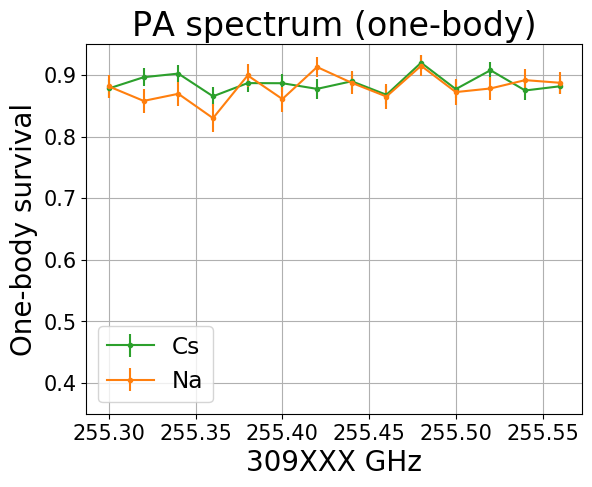 PA spectrum (one-body)
One-body survival
0.9
0.8
0.7
0.6
0.5
0.4
Cs
Na
255.30 255.35 255.40 255.45 255.50 255.55
309XXX GHz